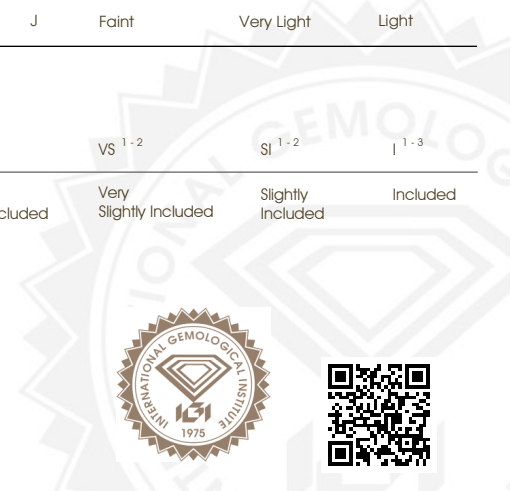 J Faint Very Light Light
VS 1 - 2 SI 1 - 2 I 1 - 3
Very Slightly Included
cluded Slightly Included Included
INTERNATIONAL GEMOLOGICAL INSTITUTE
IGI
1975